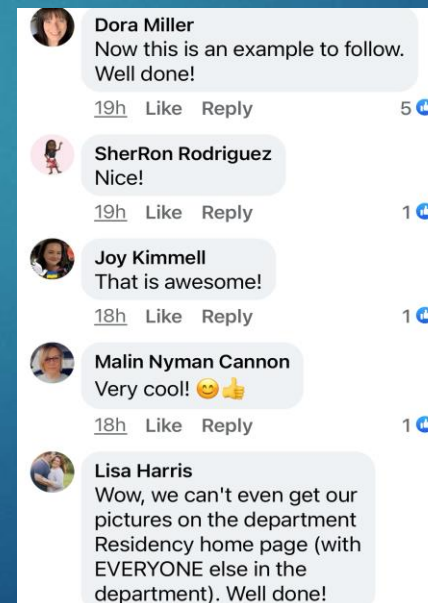 Dora Miller
Now this is an example to follow.
Well done!
19h Like Reply 5
SherRon Rodriguez
Nice!
19h Like Reply 1
Joy Kimmell
That is awesome!
18h Like Reply 1
Malin Nyman Cannon
Very cool! 😊👍
18h Like Reply 1
Lisa Harris
Wow, we can't even get our
pictures on the department
Residency home page (with
EVERYONE else in the
department). Well done!